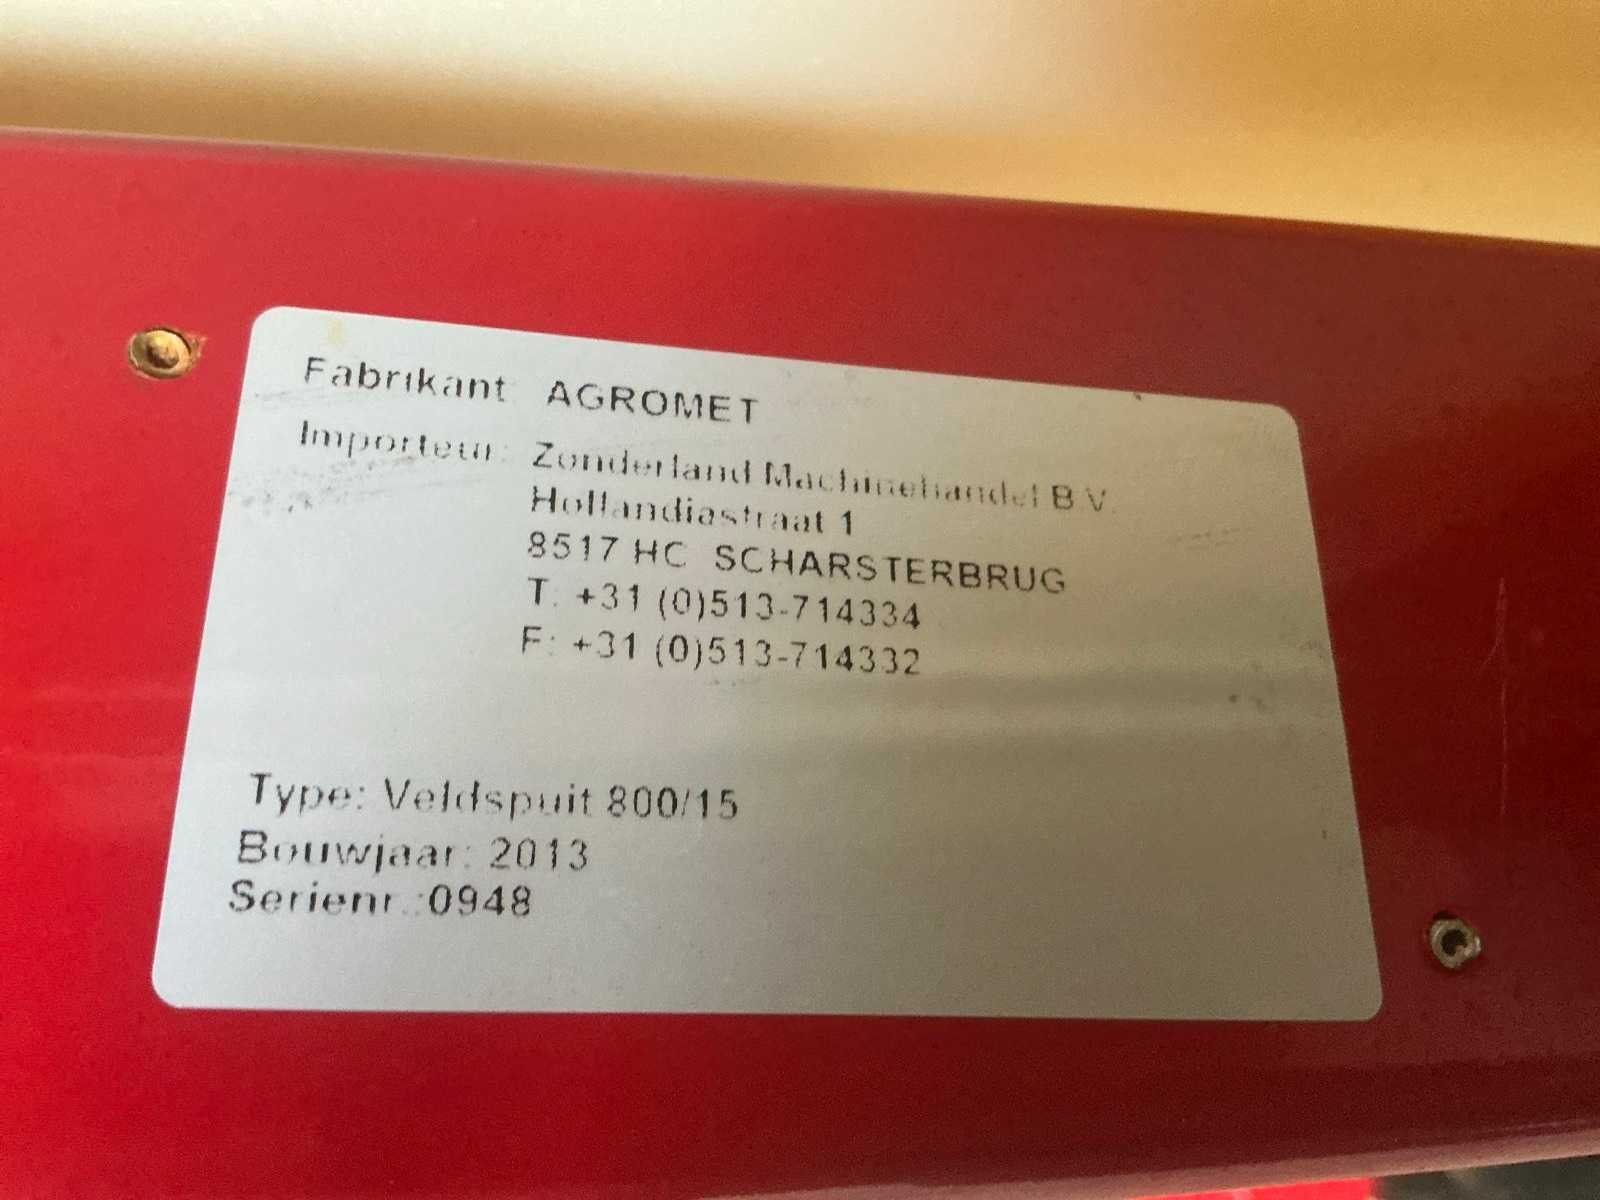 Fabrikant: AGROMET
Importeur: Zonderland Machinehandel B.V.
Hollandiastraat 1
8517 HC SCHARSTERBRUG
T: +31 (0)513-714334
F: +31 (0)513-714332
Type: Veldspuit 800/15
Bouwjaar: 2013
Serienr.:0948